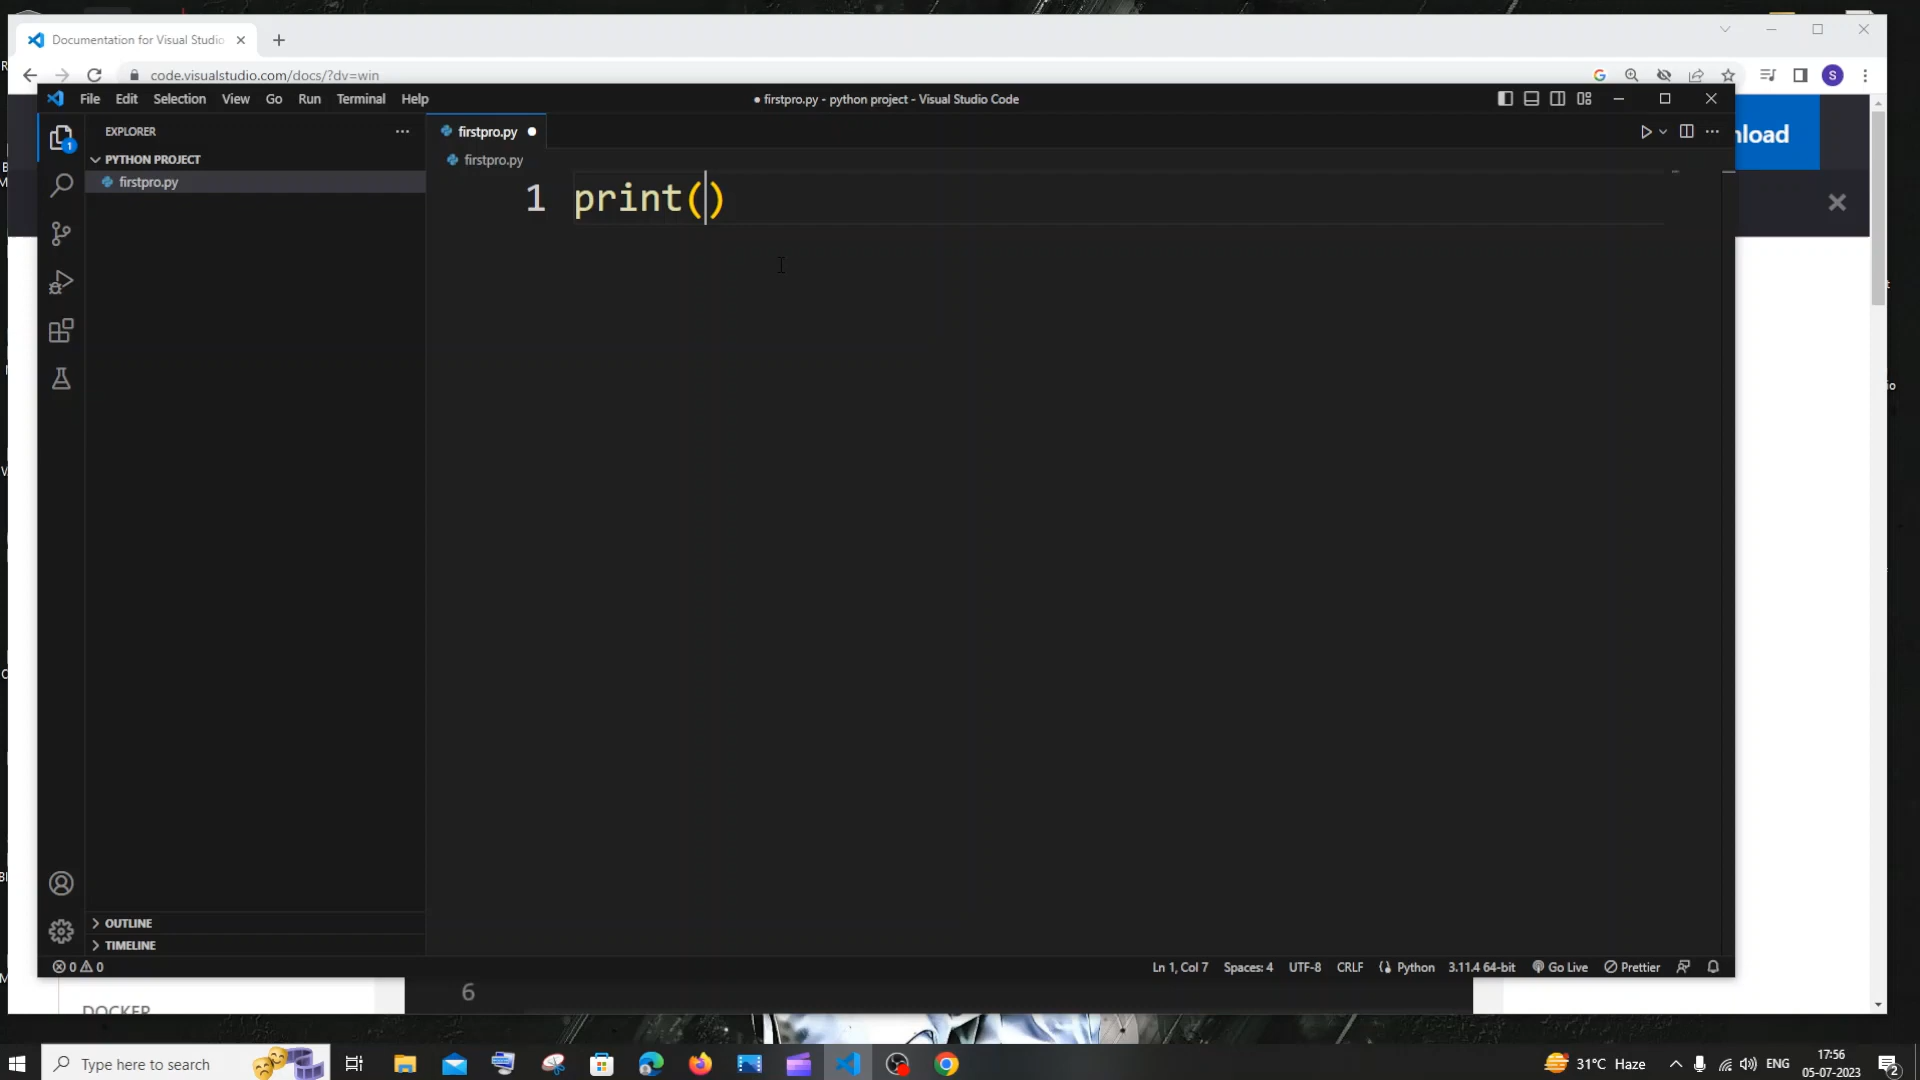 Documentation for Visual Studio
code.visualstudio.com/docs/?dv=win
S
File Edit Selection View Go Run Terminal Help
● firstpro.py - python project - Visual Studio Code
nload
EXPLORER
firstpro.py
PYTHON PROJECT
firstpro.py
firstpro.py
1
1 print()
OUTLINE
TIMELINE
0 0
Ln 1, Col 7 Spaces: 4 UTF-8 CRLF Python 3.11.4 64-bit Go Live Prettier
6
DOCKER
Type here to search
31°C Haze
ENG
17:56
05-07-2023
2